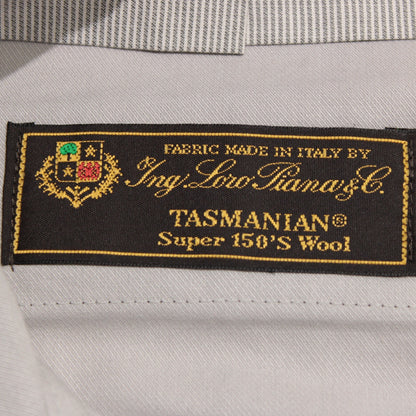 FABRIC MADE IN ITALY BY
Ing. Loro Piana & C.
TASMANIAN®
Super 150'S Wool